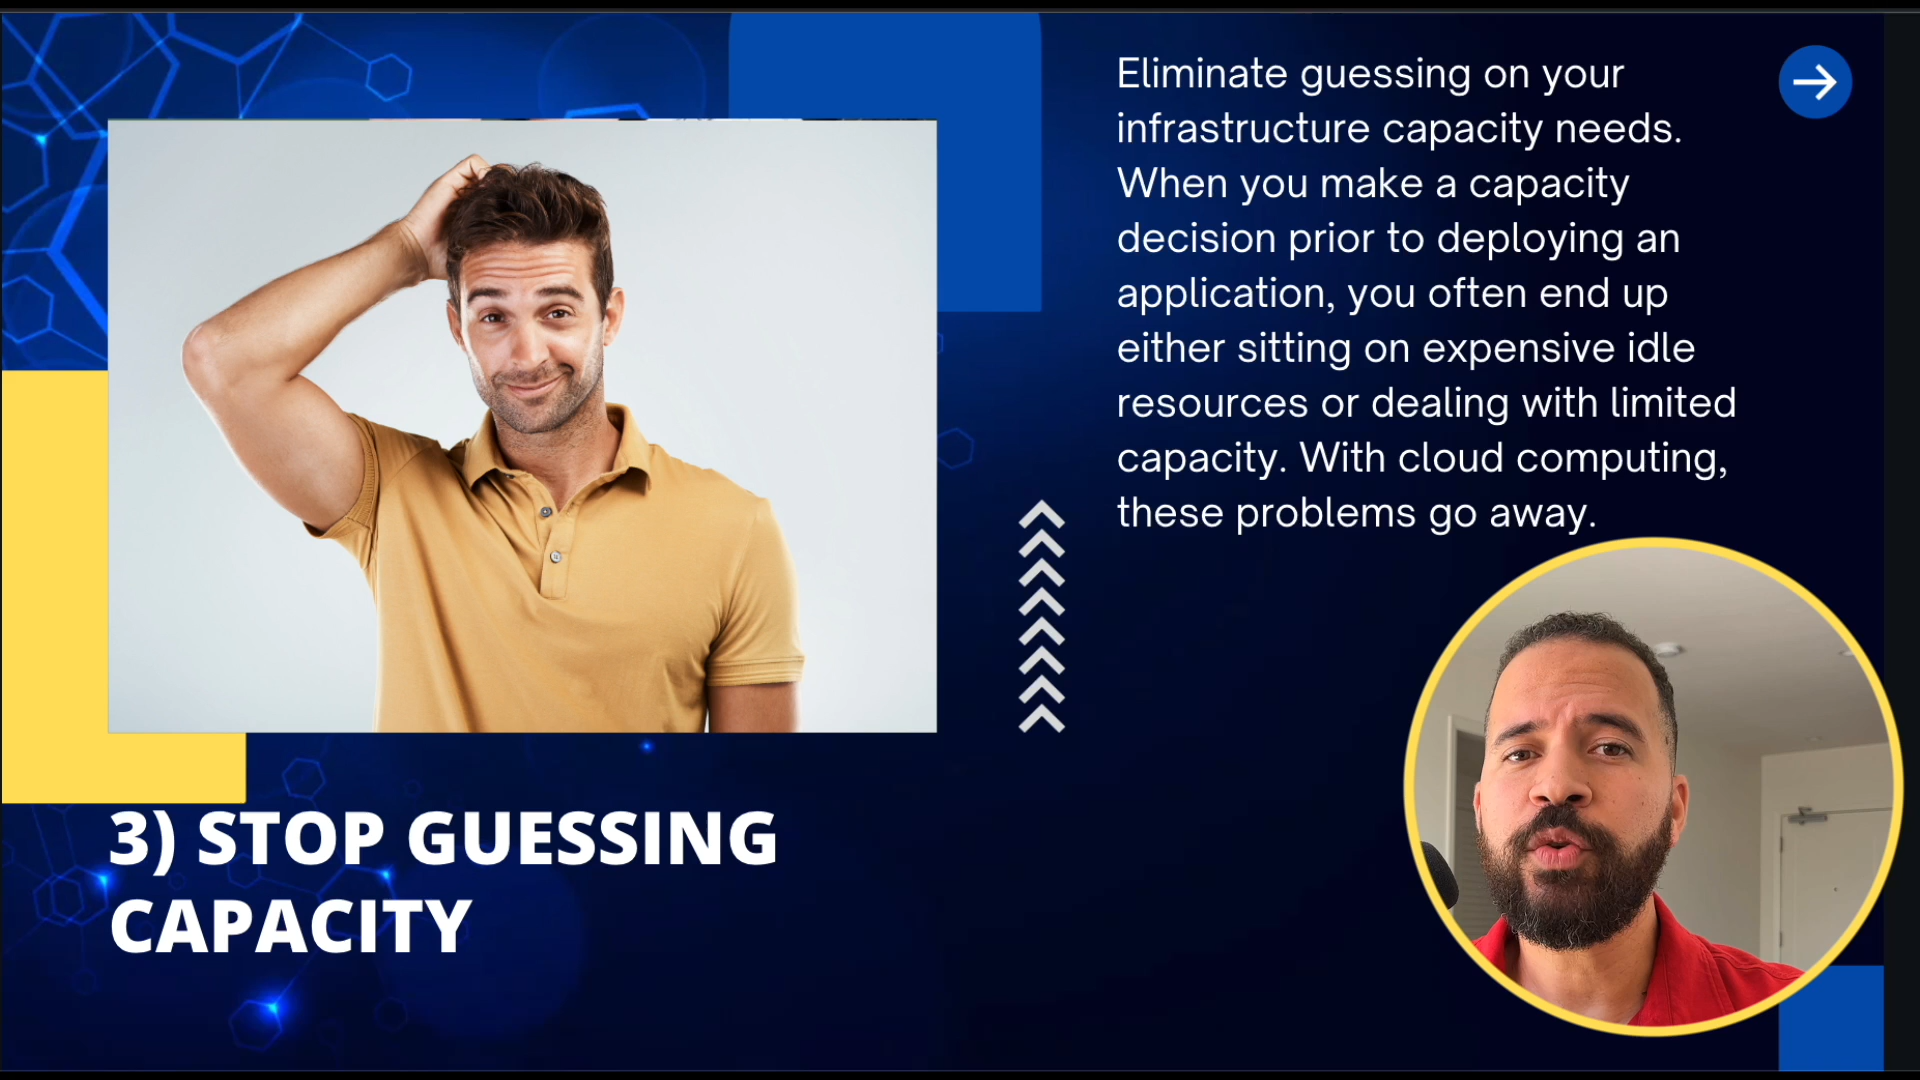 Eliminate guessing on your
infrastructure capacity needs.
When you make a capacity
decision prior to deploying an
application, you often end up
either sitting on expensive idle
resources or dealing with limited
capacity. With cloud computing,
these problems go away.
3) STOP GUESSING
CAPACITY